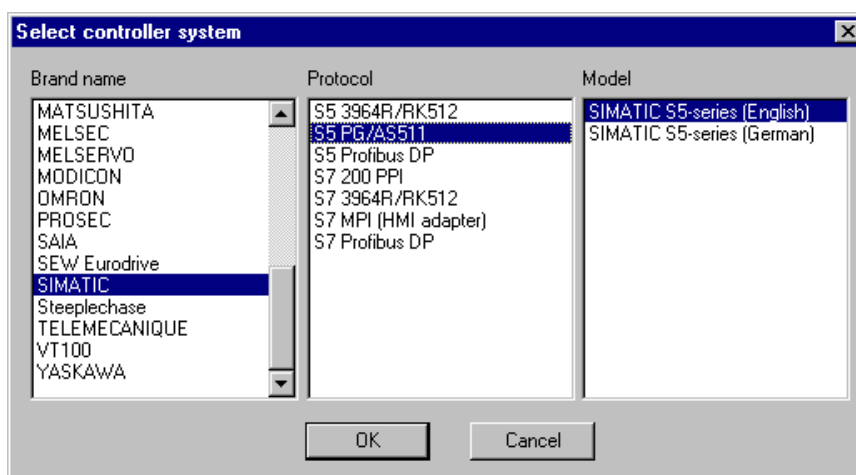 Select controller system
Brand name
MATSUSHITA
MELSEC
MELSERVO
MODICON
OMRON
PROSEC
SAIA
SEW Eurodrive
SIMATIC
Steeplechase
TELEMECANIQUE
VT100
YASKAWA
Protocol
S5 3964R/RK512
S5 PG/AS511
S5 Profibus DP
S7 200 PPI
S7 3964R/RK512
S7 MPI (HMI adapter)
S7 Profibus DP
Model
SIMATIC S5-series (English)
SIMATIC S5-series (German)
OK
Cancel